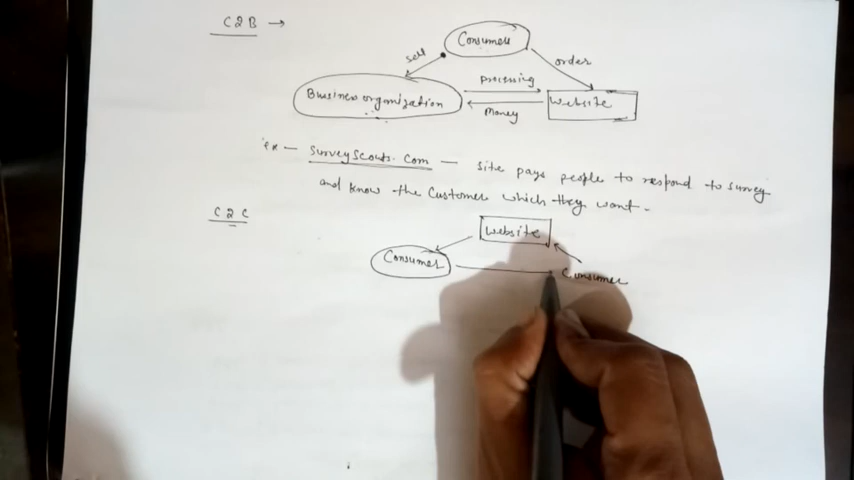 C2B →
Consumer
sell
order
Business organization
processing
Money
Website
ex - SurveyScouts.com - Site pays people to respond to survey
and know the Customer which they want -
C2C
Website
Consumer
Consumer